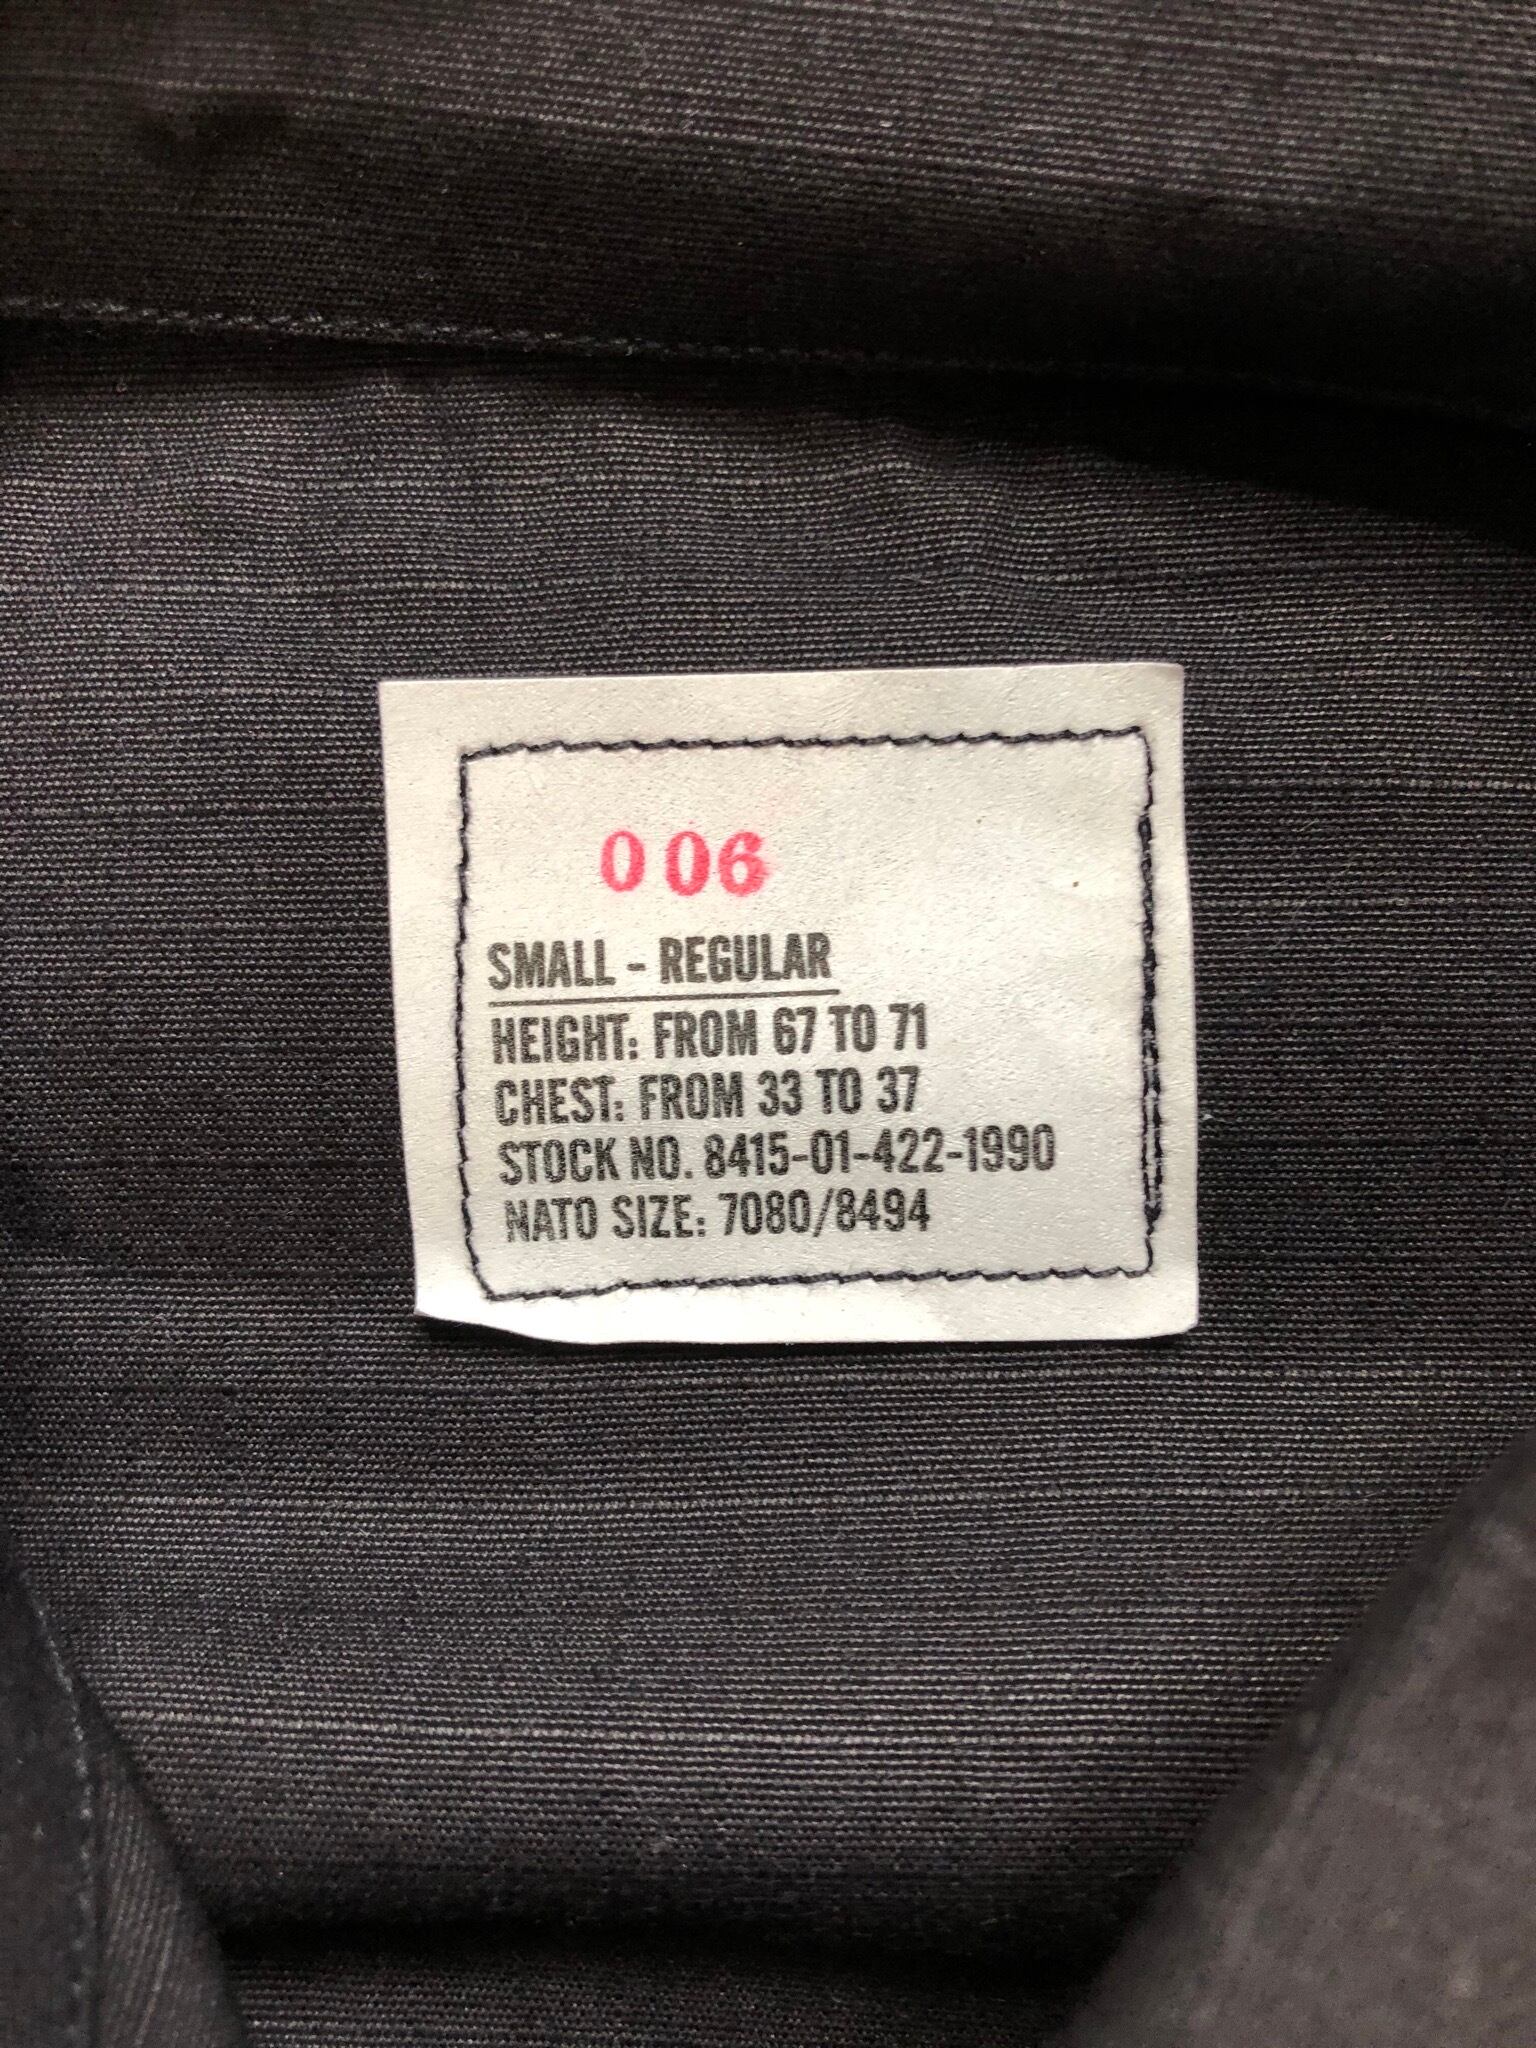 006
SMALL - REGULAR
HEIGHT: FROM 67 TO 71
CHEST: FROM 33 TO 37
STOCK NO. 8415-01-422-1990
NATO SIZE: 7080/8494